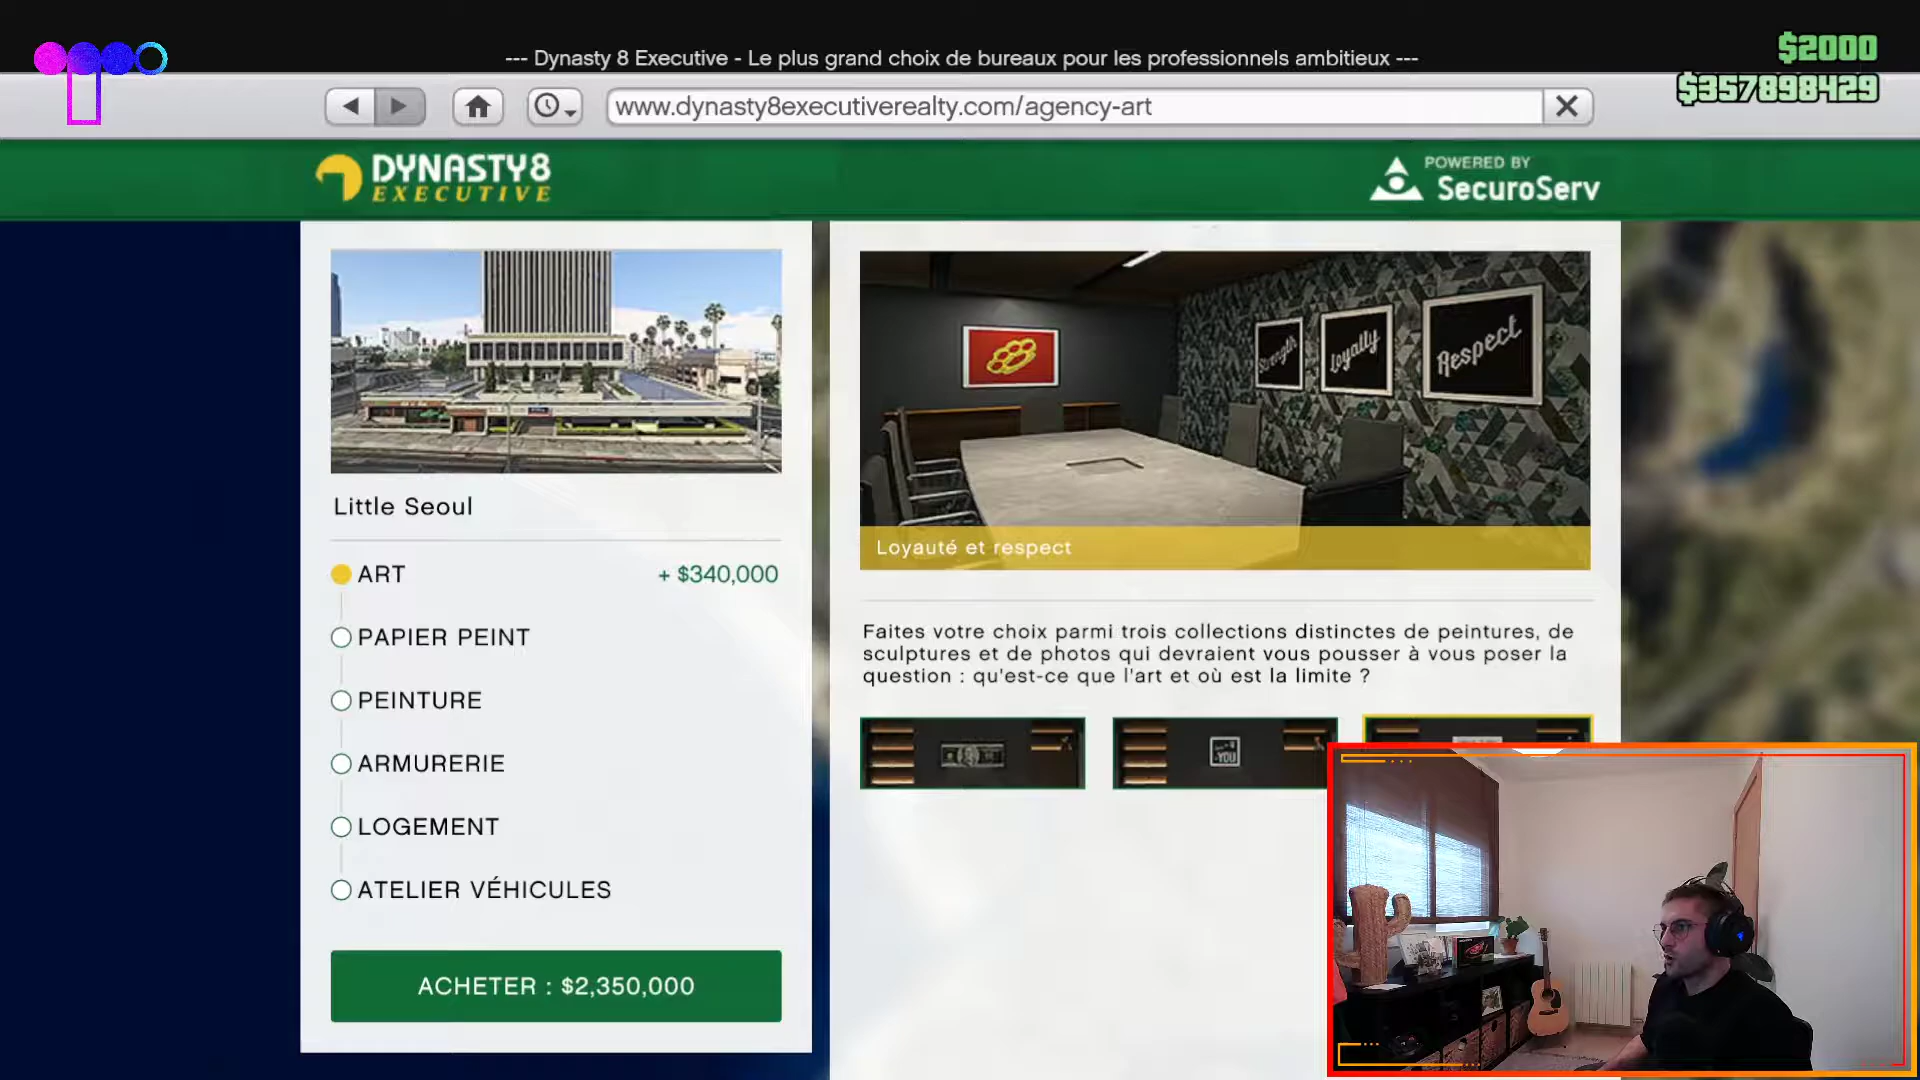 --- Dynasty 8 Executive - Le plus grand choix de bureaux pour les professionnels ambitieux ---
$2000
$357898429
www.dynasty8executiverealty.com/agency-art
DYNASTY8
EXECUTIVE
POWERED BY
SecuroServ
Little Seoul
ART + $340,000
PAPIER PEINT
PEINTURE
ARMURERIE
LOGEMENT
ATELIER VÉHICULES
ACHETER : $2,350,000
Strength
Loyalty
Respect
Loyauté et respect
Faites votre choix parmi trois collections distinctes de peintures, de
sculptures et de photos qui devraient vous pousser à vous poser la
question : qu'est-ce que l'art et où est la limite ?
YOU